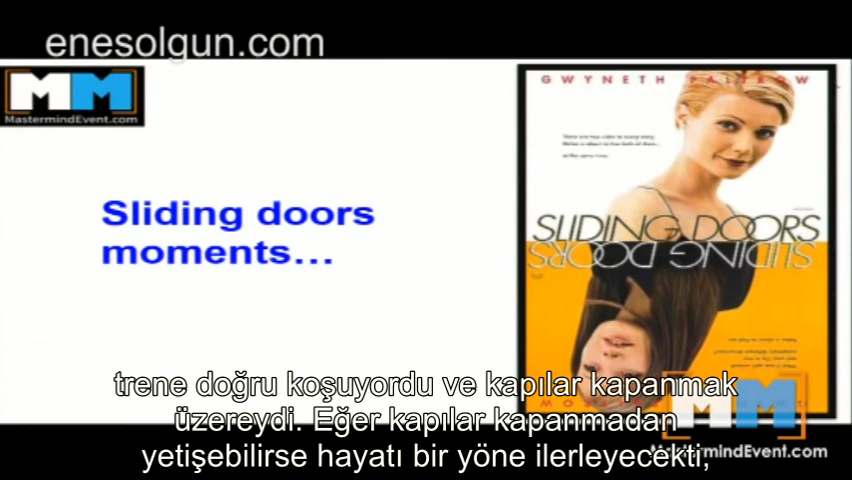 enesolgun.com
MM
MastermindEvent.com
GWYNETH PALTROW
SLIDING DOORS
SLIDING DOORS
Sliding doors
moments...
trene doğru koşuyordu ve kapılar kapanmak
üzereydi. Eğer kapılar kapanmadan
yetişebilirse hayatı bir yöne ilerleyecekti,
MM
MastermindEvent.com